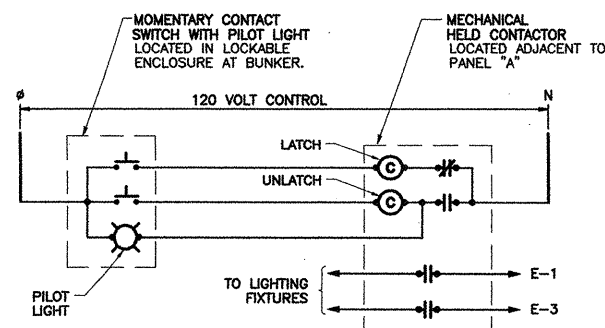 MOMENTARY CONTACT
SWITCH WITH PILOT LIGHT
LOCATED IN LOCKABLE
ENCLOSURE AT BUNKER.
MECHANICAL
HELD CONTACTOR
LOCATED ADJACENT TO
PANEL "A"
ø
120 VOLT CONTROL
N
LATCH
C
UNLATCH
C
PILOT
LIGHT
TO LIGHTING
FIXTURES
E-1
E-3